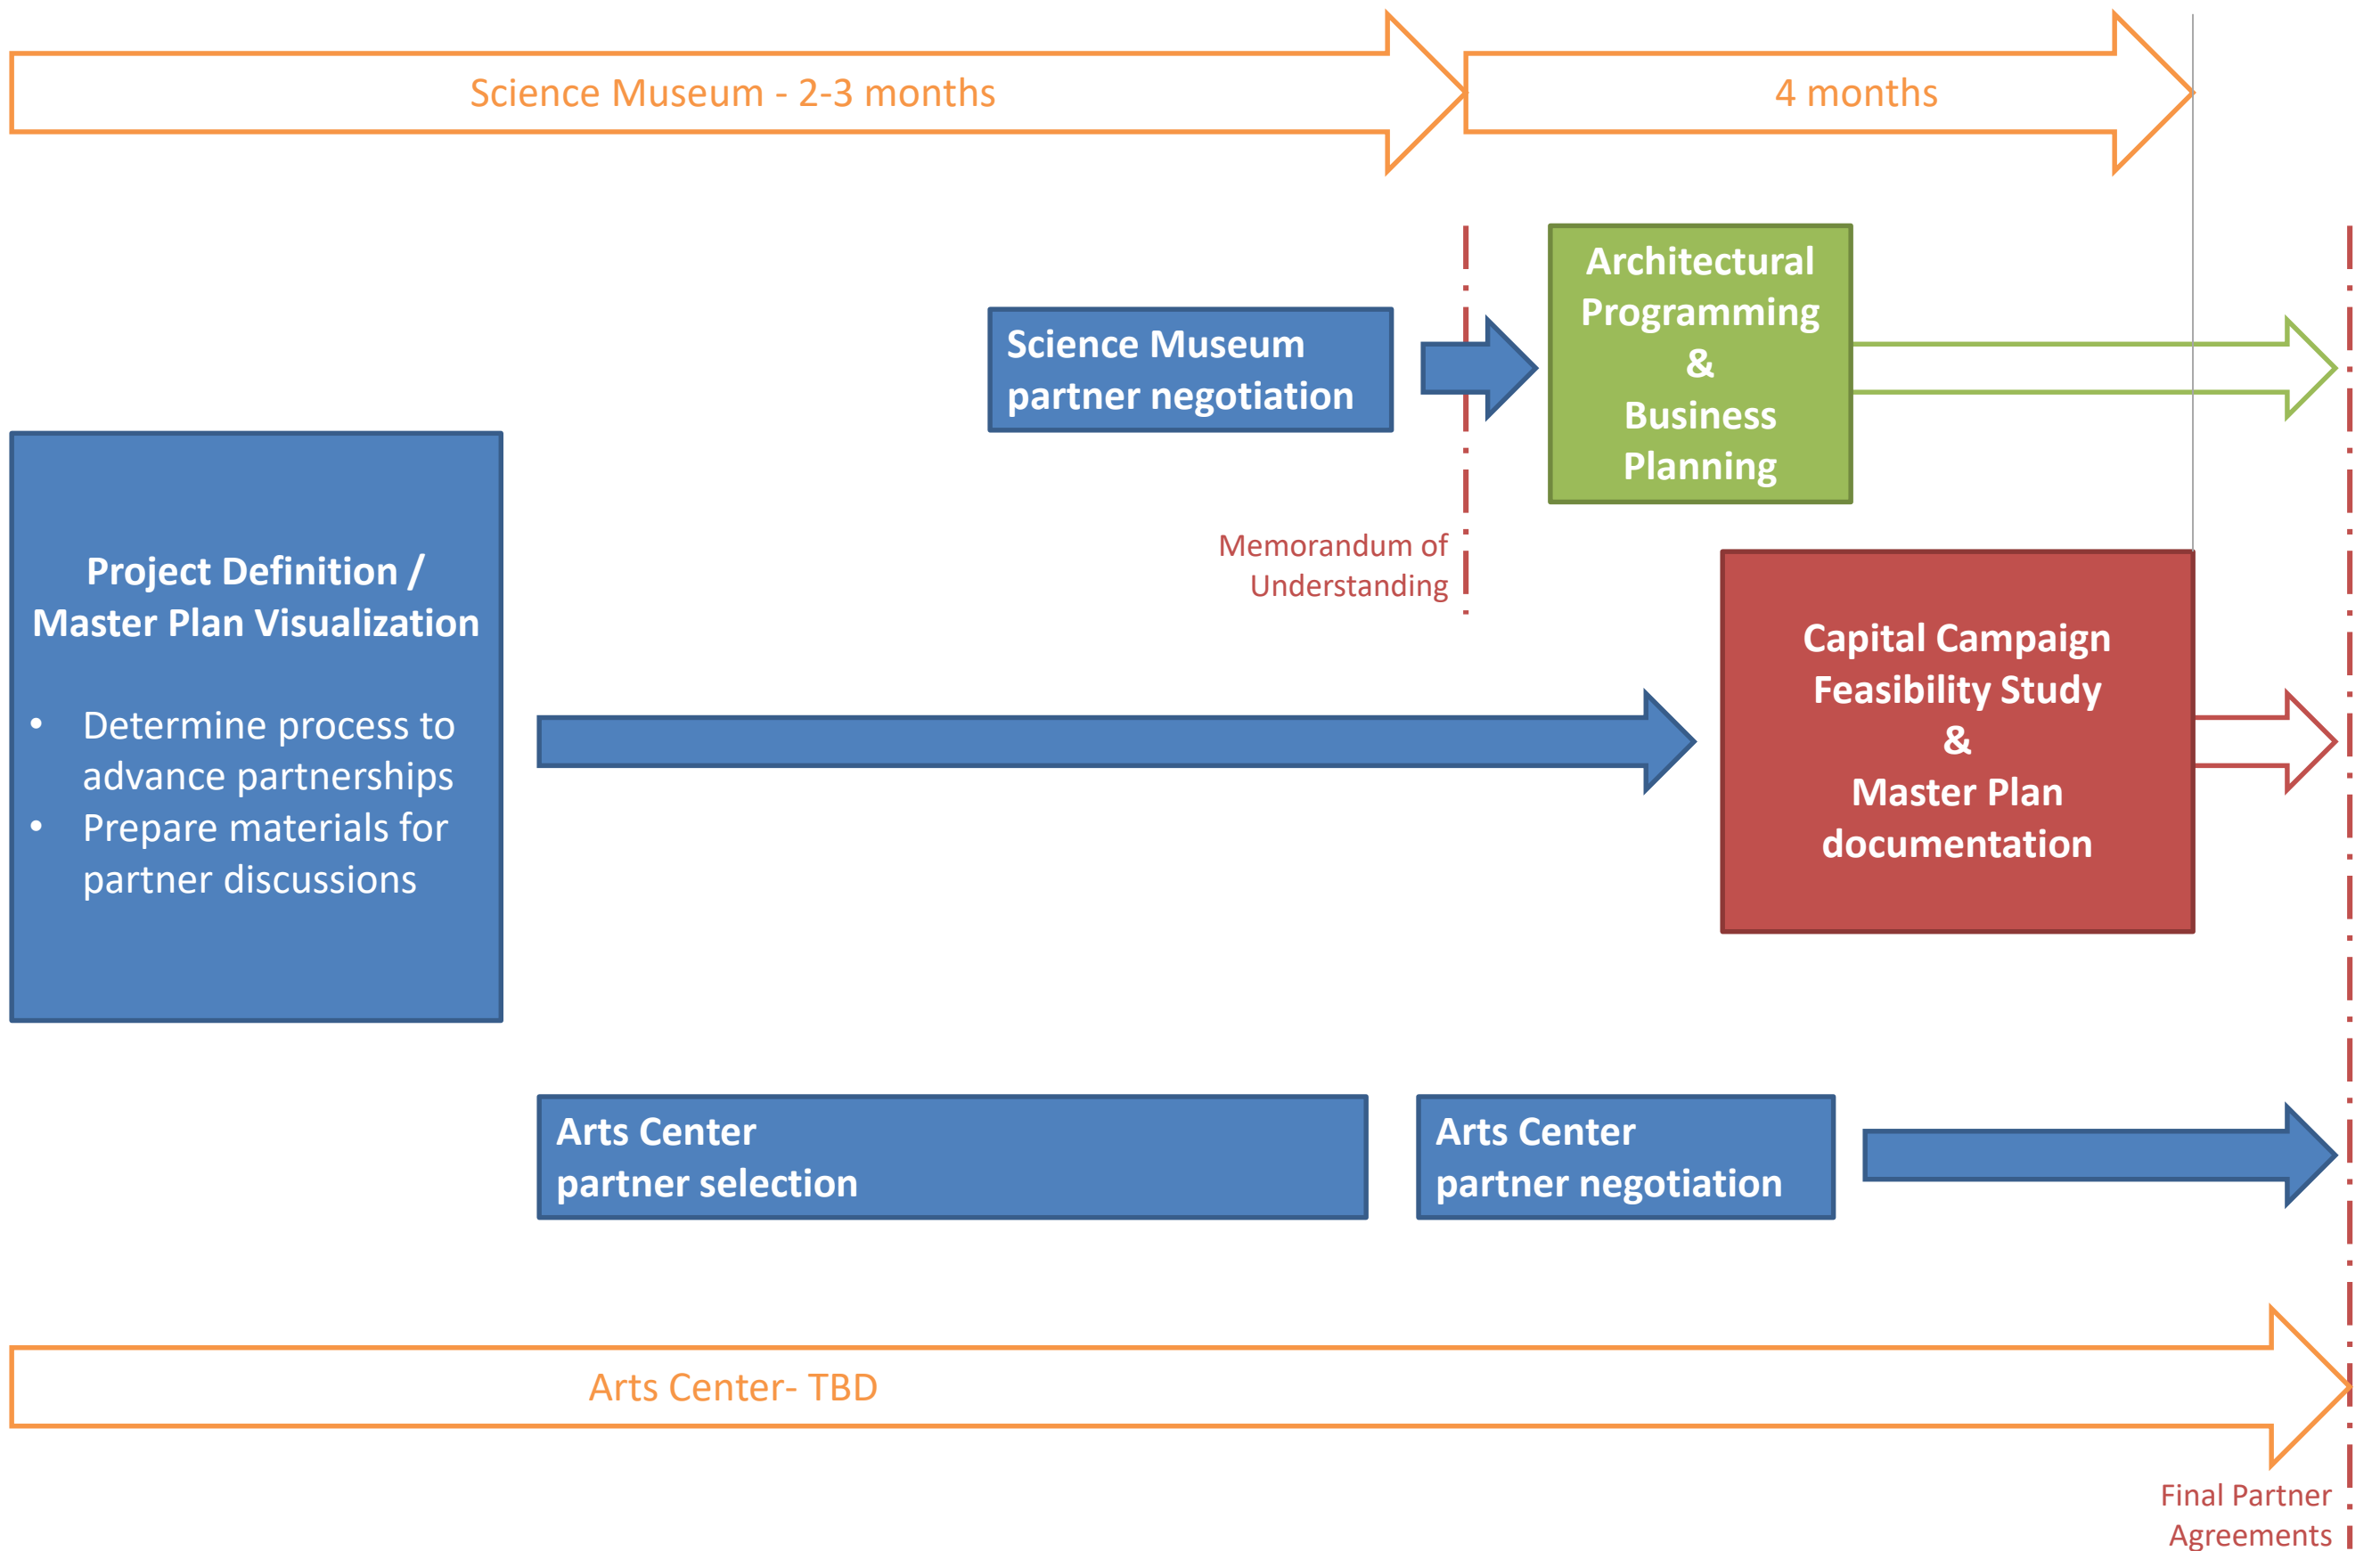 Science Museum - 2-3 months
4 months
Architectural
Programming
&
Business
Planning
Science Museum
partner negotiation
Memorandum of
Understanding
Project Definition /
Master Plan Visualization
• Determine process to
advance partnerships
• Prepare materials for
partner discussions
Capital Campaign
Feasibility Study
&
Master Plan
documentation
Arts Center
partner selection
Arts Center
partner negotiation
Arts Center- TBD
Final Partner
Agreements